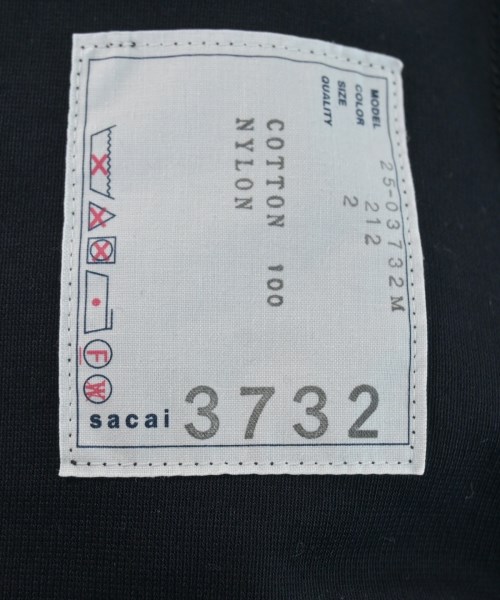 MODEL 25-03732M
COLOR 212
SIZE 2
QUALITY
COTTON 100
NYLON
F
W
sacai 3732